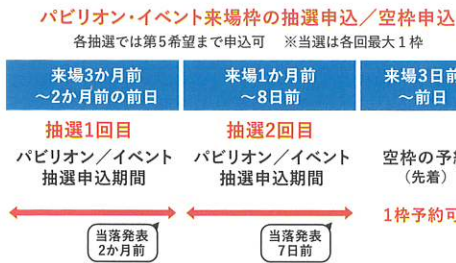 パビリオン・イベント来場枠の抽選申込／空枠申込
各抽選では第5希望まで申込可　※当選は各回最大1枠
来場3か月前
～2か月前の前日
来場1か月前
～8日前
来場3日前
～前日
抽選1回目
パビリオン／イベント
抽選申込期間
抽選2回目
パビリオン／イベント
抽選申込期間
空枠の予約
（先着）
1枠予約可
当落発表
2か月前
当落発表
7日前